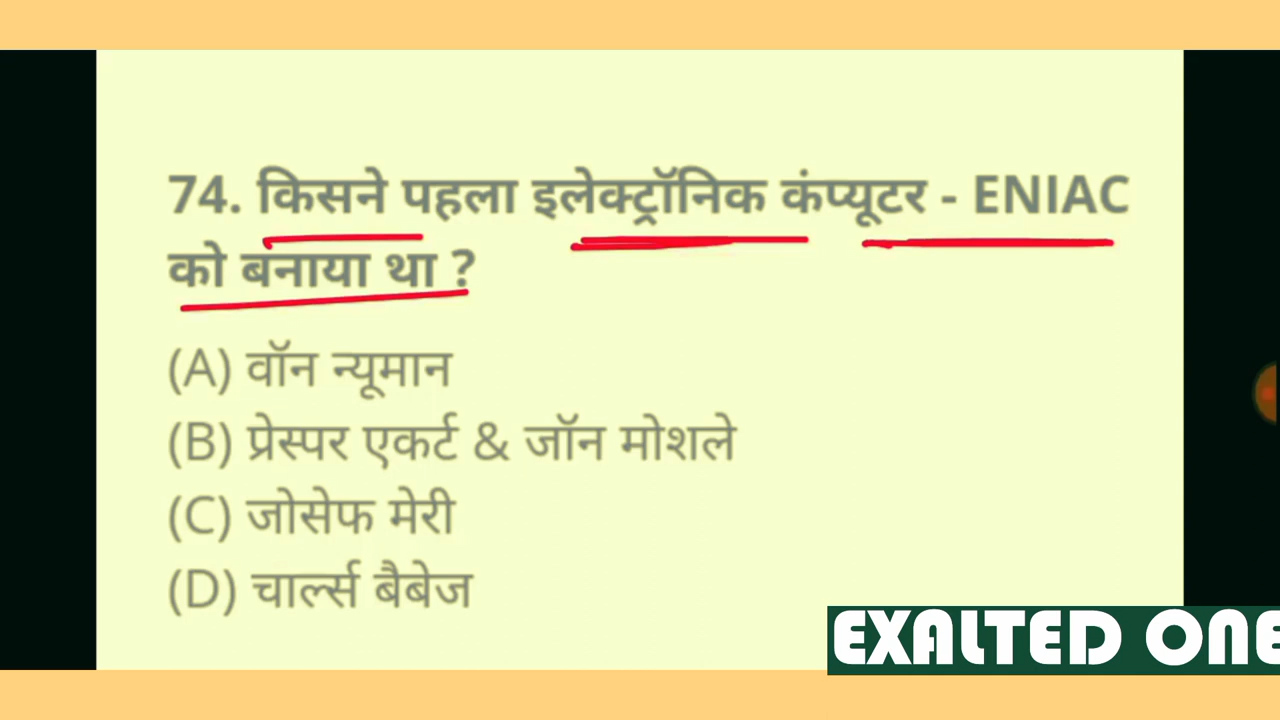 74. किसने पहला इलेक्ट्रॉनिक कंप्यूटर - ENIAC
को बनाया था ?
(A) वॉन न्यूमान
(B) प्रेस्पर एकर्ट & जॉन मोशले
(C) जोसेफ मेरी
(D) चार्ल्स बैबेज
EXALTED ONE